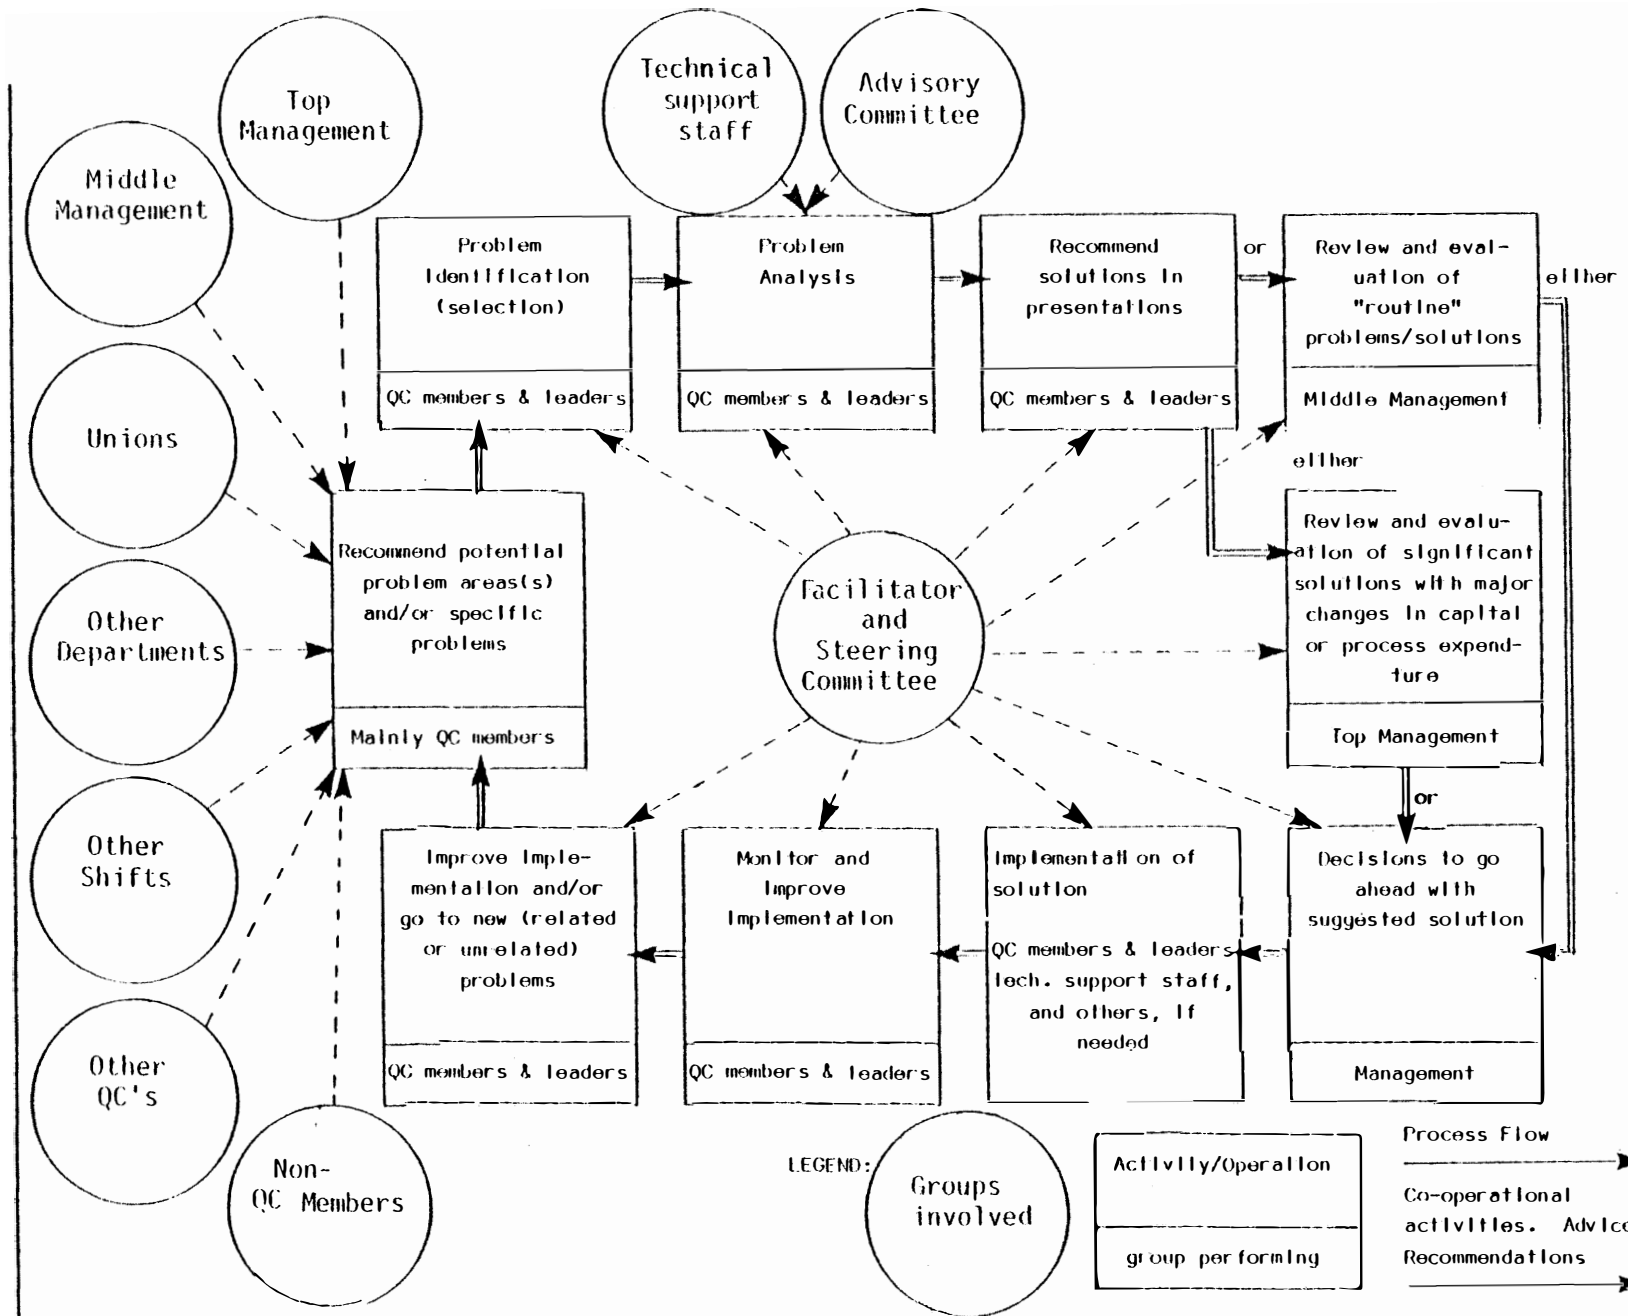 Top
Management
Technical
support
staff
Advisory
Committee
Middle
Management
Unions
Other
Departments
Other
Shifts
Other
QC's
Non-
QC Members
Problem
Identification
(selection)
QC members & leaders
Problem
Analysis
QC members & leaders
Recommend
solutions in
presentations
QC members & leaders
or
Review and eval-
uation of
"routine"
problems/solutions
Middle Management
either
either
Recommend potential
problem areas(s)
and/or specific
problems
Mainly QC members
Facilitator
and
Steering
Committee
Review and evalu-
ation of significant
solutions with major
changes in capital
or process expend-
ture
Top Management
or
Improve Imple-
mentation and/or
go to new (related
or unrelated)
problems
QC members & leaders
Monitor and
Improve
Implementation
QC members & leaders
Implementation of
solution
QC members & leaders
tech. support staff,
and others, if
needed
Decisions to go
ahead with
suggested solution
Management
LEGEND:
Groups
involved
Activity/Operation
group performing
Process Flow
Co-operational
activities. Advice
Recommendations